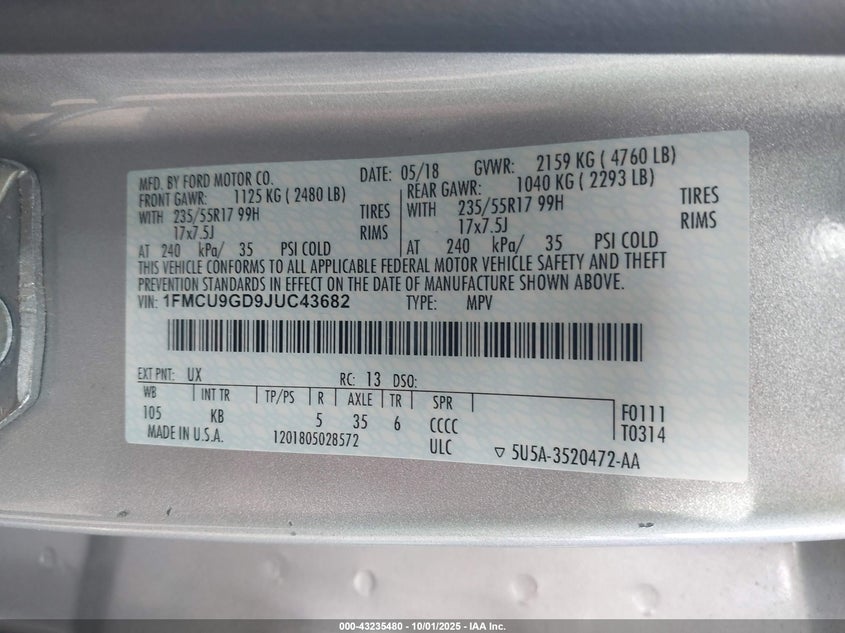 MFD. BY FORD MOTOR CO. DATE: 05/18 GVWR: 2159 KG ( 4760 LB)
FRONT GAWR: 1125 KG ( 2480 LB) REAR GAWR: 1040 KG ( 2293 LB)
WITH 235/55R17 99H TIRES WITH 235/55R17 99H TIRES
17x7.5J RIMS 17x7.5J RIMS
AT 240 kPa/ 35 PSI COLD AT 240 kPa/ 35 PSI COLD
THIS VEHICLE CONFORMS TO ALL APPLICABLE FEDERAL MOTOR VEHICLE SAFETY AND THEFT
PREVENTION STANDARDS IN EFFECT ON THE DATE OF MANUFACTURE SHOWN ABOVE.
VIN: 1FMCU9GD9JUC43682 TYPE: MPV
EXT PNT: UX RC: 13 DSO:
WB INT TR TP/PS R AXLE TR SPR
105 KB 5 35 6 CCCC F0111
MADE IN U.S.A. 1201805028572 ULC T0314
5U5A-3520472-AA
000-43235480 - 10/01/2025 - IAA Inc.